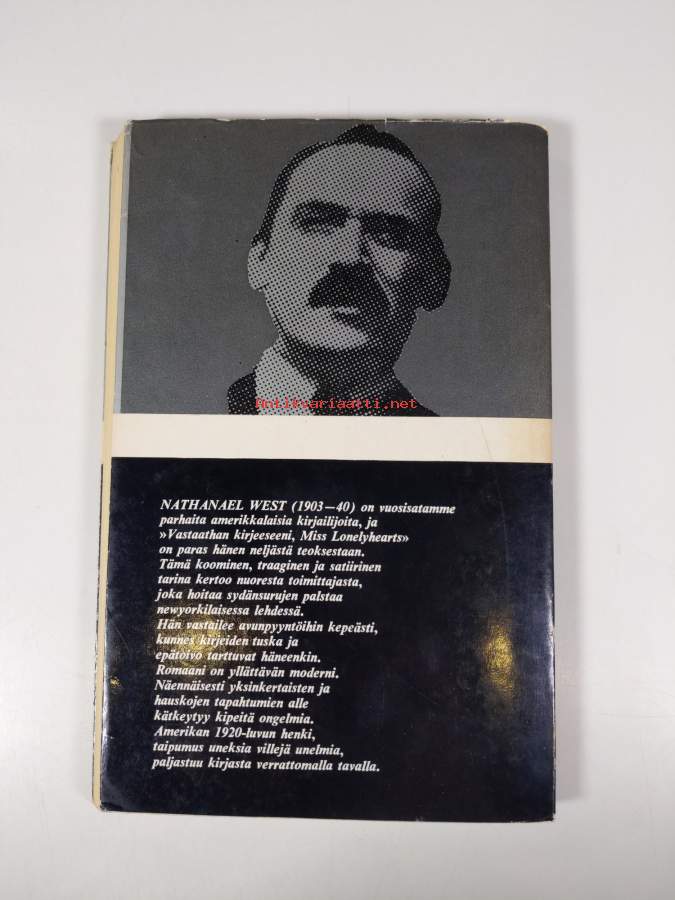 Antikvariaatti.net
NATHANAEL WEST (1903—40) on vuosisatamme
parhaita amerikkalaisia kirjailijoita, ja
»Vastaathan kirjeeseeni, Miss Lonelyhearts»
on paras hänen neljästä teoksestaan.
Tämä koominen, traaginen ja satiirinen
tarina kertoo nuoresta toimittajasta,
joka hoitaa sydänsurujen palstaa
newyorkilaisessa lehdessä.
Hän vastailee avunpyyntöihin kepeästi,
kunnes kirjeiden tuska ja
epätoivo tarttuvat häneenkin.
Romaani on yllättävän moderni.
Näennäisesti yksinkertaisten ja
hauskojen tapahtumien alle
kätkeytyy kipeitä ongelmia.
Amerikan 1920-luvun henki,
taipumus uneksia villejä unelmia,
paljastuu kirjasta verrattomalla tavalla.